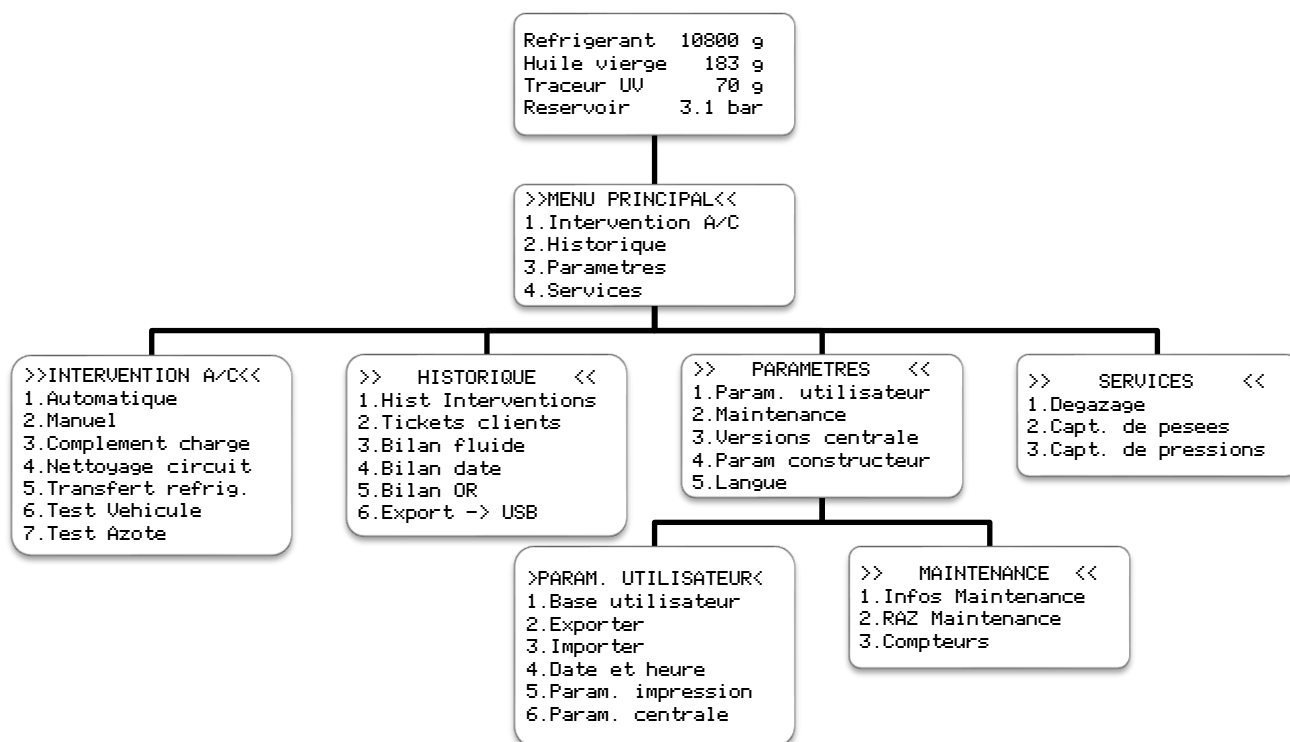 Refrigerant  10800 g
Huile vierge   183 g
Traceur UV      70 g
Reservoir    3.1 bar
>>MENU PRINCIPAL<<
1.Intervention A/C
2.Historique
3.Parametres
4.Services
>>INTERVENTION A/C<<
1.Automatique
2.Manuel
3.Complement charge
4.Nettoyage circuit
5.Transfert refrig.
6.Test Vehicule
7.Test Azote
>>   HISTORIQUE   <<
1.Hist Interventions
2.Tickets clients
3.Bilan fluide
4.Bilan date
5.Bilan OR
6.Export -> USB
>>   PARAMETRES   <<
1.Param. utilisateur
2.Maintenance
3.Versions centrale
4.Param constructeur
5.Langue
>>    SERVICES    <<
1.Degazage
2.Capt. de pesees
3.Capt. de pressions
>PARAM. UTILISATEUR<
1.Base utilisateur
2.Exporter
3.Importer
4.Date et heure
5.Param. impression
6.Param. centrale
>>   MAINTENANCE  <<
1.Infos Maintenance
2.RAZ Maintenance
3.Compteurs